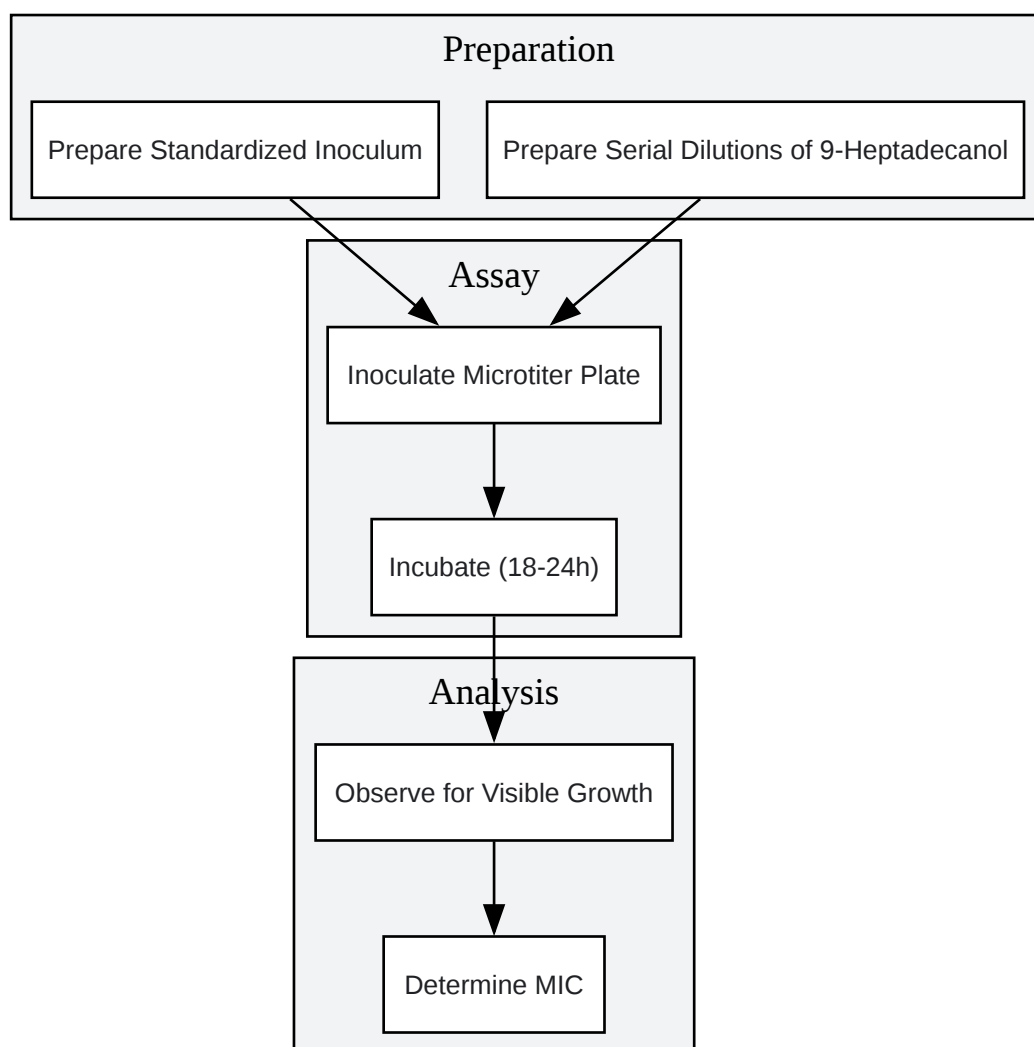 Preparation
Prepare Standardized Inoculum
Prepare Serial Dilutions of 9-Heptadecanol
Assay
Inoculate Microtiter Plate
Incubate (18-24h)
Analysis
Observe for Visible Growth
Determine MIC